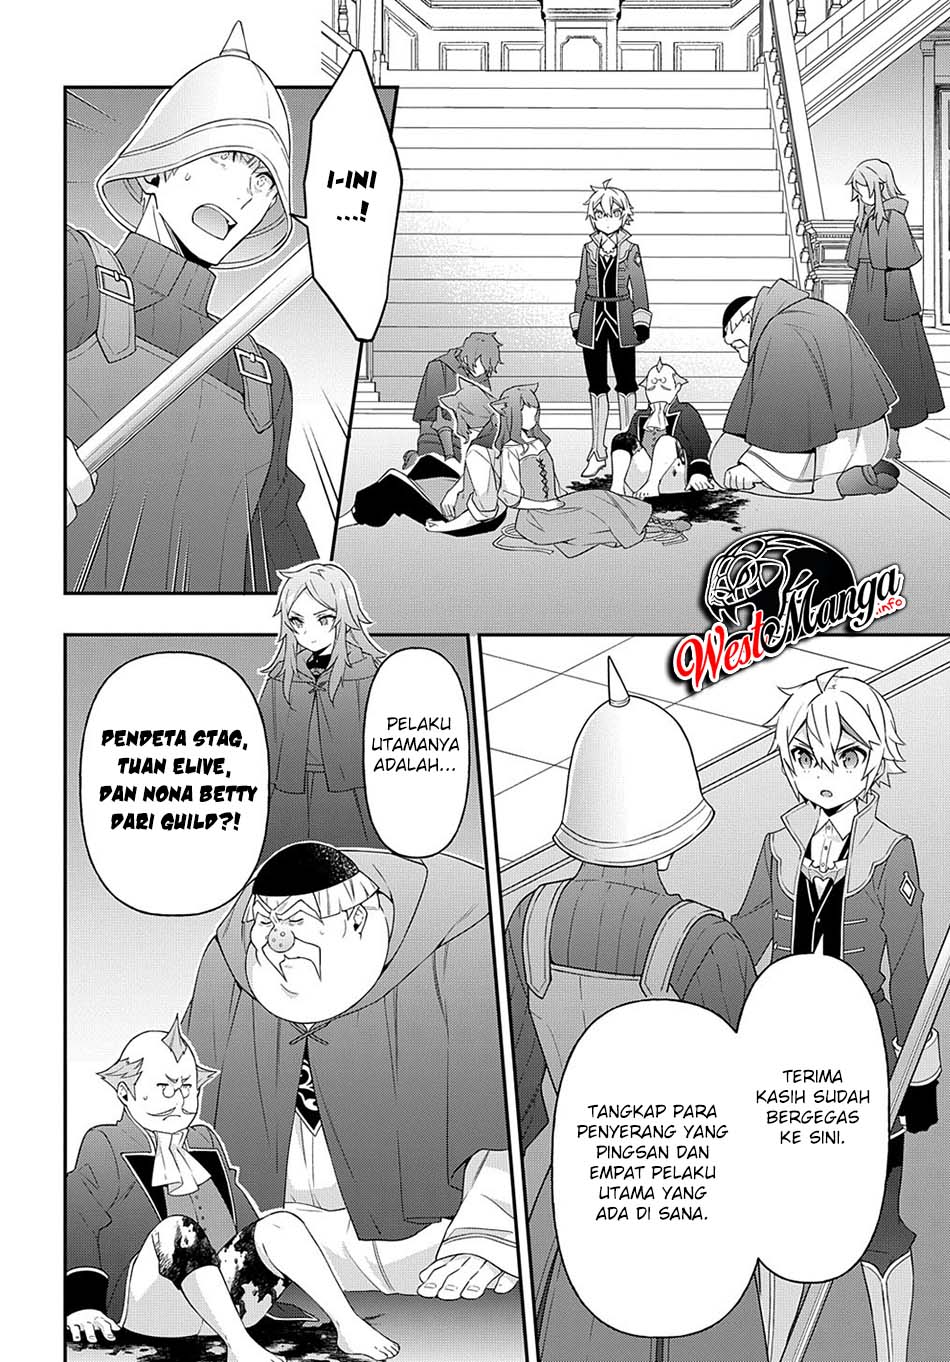 I-INI
....!
WestManga
.info
TERIMA
KASIH SUDAH
BERGEGAS
KE SINI.
TANGKAP PARA
PENYERANG YANG
PINGSAN DAN
EMPAT PELAKU
UTAMA YANG
ADA DI SANA.
PELAKU
UTAMANYA
ADALAH...
PENDETA STAG,
TUAN ELIVE,
DAN NONA BETTY
DARI GUILD?!